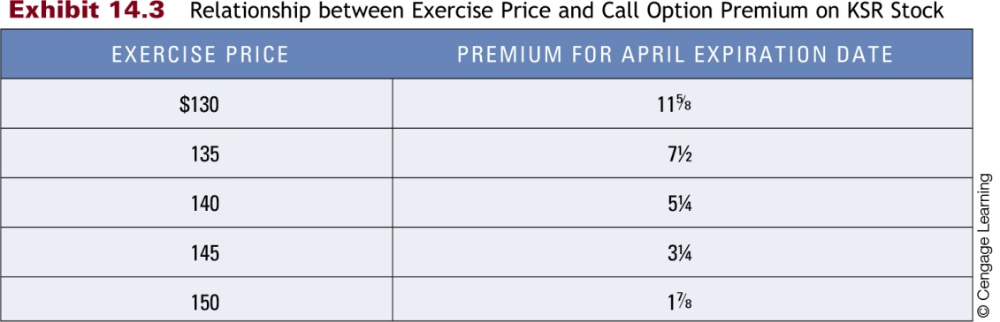 Exhibit 14.3 Relationship between Exercise Price and Call Option Premium on KSR Stock
EXERCISE PRICE PREMIUM FOR APRIL EXPIRATION DATE
$130 11⅝
135 7½
140 5¼
145 3¼
150 1⅞
© Cengage Learning